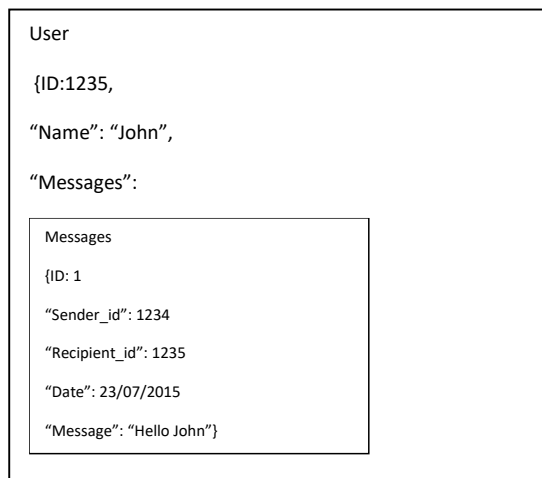 User
{ID:1235,
“Name”: “John”,
“Messages”:
Messages
{ID: 1
“Sender_id”: 1234
“Recipient_id”: 1235
“Date”: 23/07/2015
“Message”: “Hello John”}